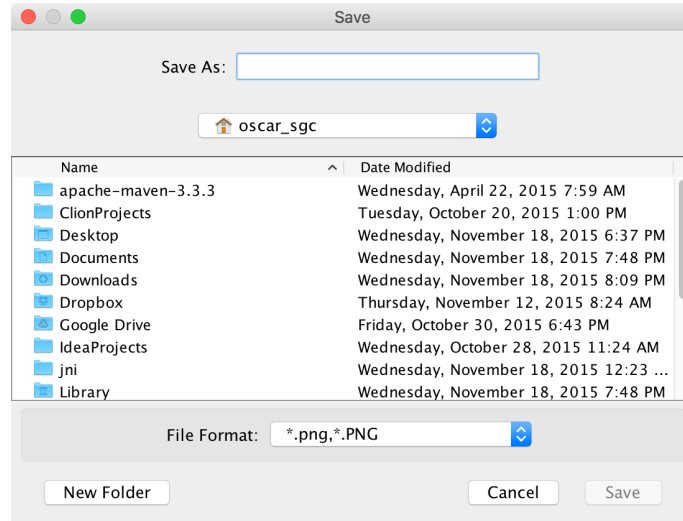 Save
Save As:
oscar_sgc
Name Date Modified
apache-maven-3.3.3 Wednesday, April 22, 2015 7:59 AM
ClionProjects Tuesday, October 20, 2015 1:00 PM
Desktop Wednesday, November 18, 2015 6:37 PM
Documents Wednesday, November 18, 2015 7:48 PM
Downloads Wednesday, November 18, 2015 8:09 PM
Dropbox Thursday, November 12, 2015 8:24 AM
Google Drive Friday, October 30, 2015 6:43 PM
IdeaProjects Wednesday, October 28, 2015 11:24 AM
jni Wednesday, November 18, 2015 12:23 ...
Library Wednesday, November 18, 2015 7:48 PM
File Format: *.png,*.PNG
New Folder Cancel Save